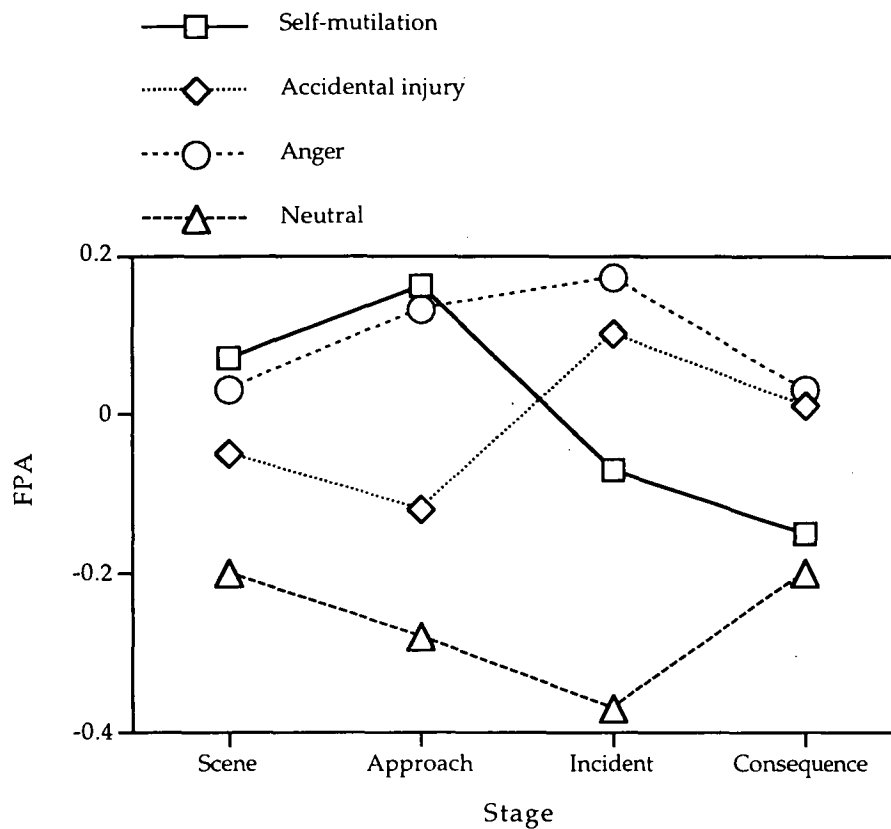 Self-mutilation
Accidental injury
Anger
Neutral
0.2
0
-0.2
-0.4
FPA
Scene Approach Incident Consequence
Stage